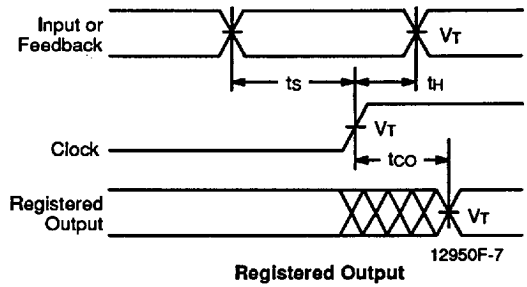 Input or
Feedback
VT
tS
tH
Clock
VT
tCO
Registered
Output
VT
12950F-7
Registered Output